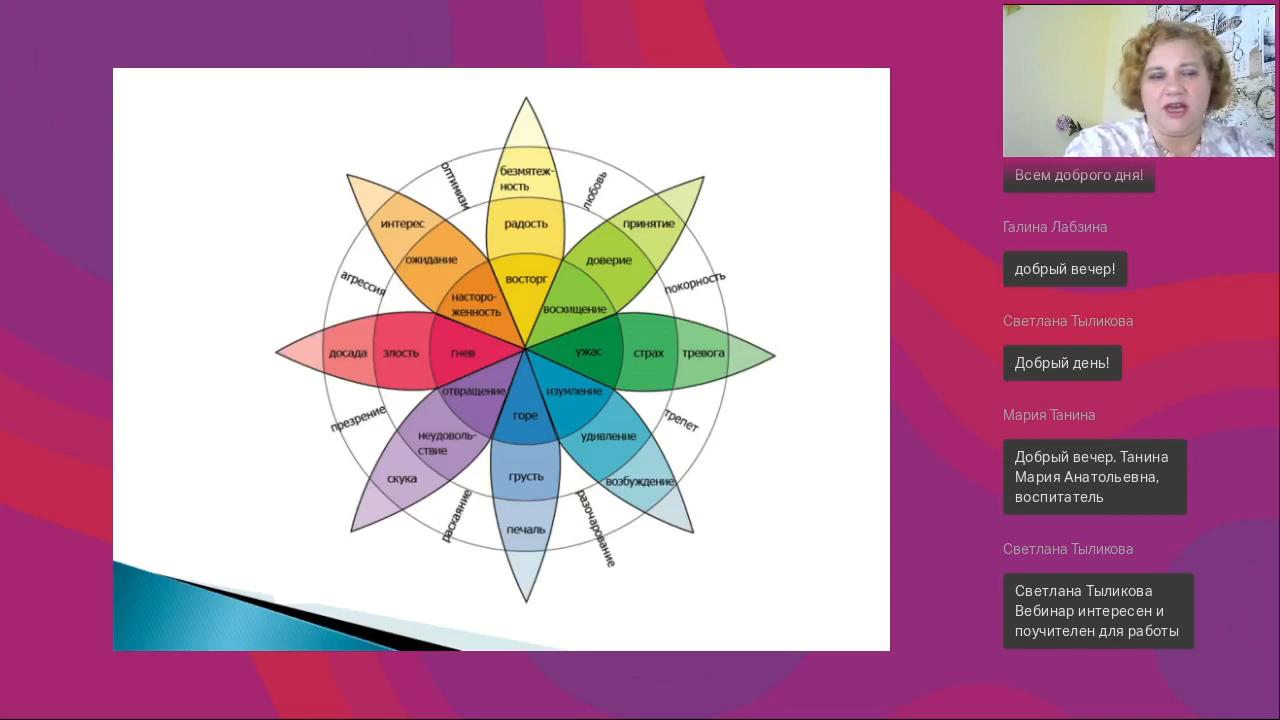 безмятеж-
ность
радость
восторг
любовь
принятие
доверие
восхищение
покорность
тревога
страх
ужас
трепет
возбуждение
удивление
изумление
разочарование
печаль
грусть
горе
раскаяние
скука
неудоволь-
ствие
отвращение
презрение
досада
злость
гнев
агрессия
интерес
ожидание
насторо-
женность
оптимизм
Всем доброго дня!
Галина Лабзина
добрый вечер!
Светлана Тыликова
Добрый день!
Мария Танина
Добрый вечер. Танина
Мария Анатольевна,
воспитатель
Светлана Тыликова
Светлана Тыликова
Вебинар интересен и
поучителен для работы